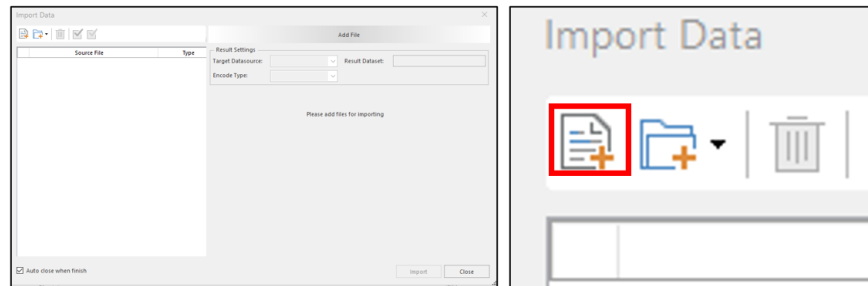 Import Data
Add File
Source File Type
Result Settings
Target Datasource: Result Dataset:
Encode Type:
Please add files for importing
Auto close when finish
Import Close
Import Data